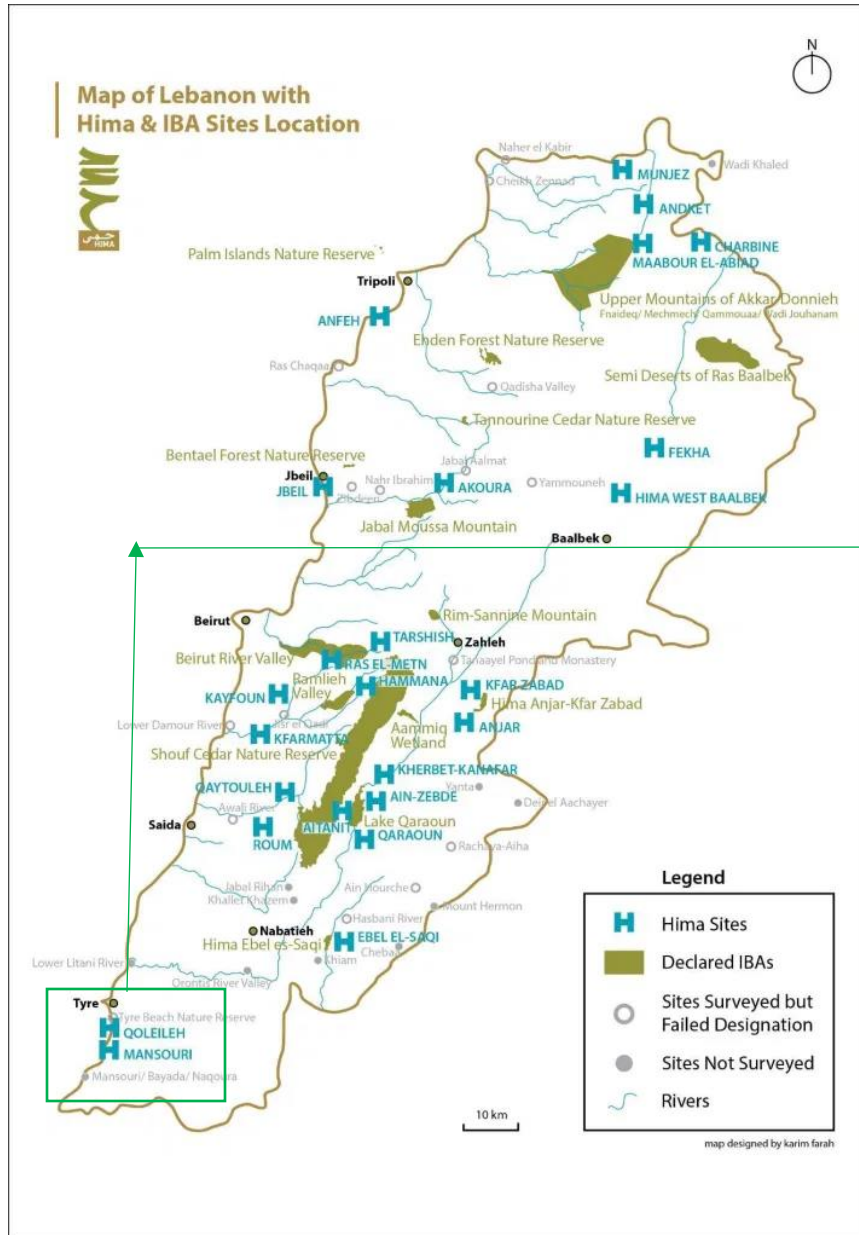 N
Map of Lebanon with
Hima & IBA Sites Location
حمى
HIMA
Naher el Kabir
Wadi Khaled
Cheikh Zennad
MUNJEZ
ANDKET
CHARBINE
MAABOUR EL-ABIAD
Palm Islands Nature Reserve
Tripoli
Upper Mountains of Akkar-Donnieh
Fnaideq/ Mechmech/ Qammouaa/ Wadi Jouhanam
ANFEH
Ehden Forest Nature Reserve
Ras Chaqaa
Semi Deserts of Ras Baalbek
Qadisha Valley
Tannourine Cedar Nature Reserve
FEKHA
Bentael Forest Nature Reserve
Jabal Aalmat
Jbeil
Nahr Ibrahim
Yammouneh
JBEIL
AKOURA
HIMA WEST BAALBEK
Jabal Moussa Mountain
Baalbek
Rim-Sannine Mountain
Beirut
TARSHISH
Zahleh
Beirut River Valley
RAS EL-METN
Tanaayel Pond and Monastery
Ramlieh
Valley
HAMMANA
KFAR ZABAD
KAYFOUN
Hima Anjar-Kfar Zabad
Lower Damour River
Jisr el Qadi
Aammiq
Wetland
ANJAR
KFARMATTA
Shouf Cedar Nature Reserve
KHERBET-KANAFAR
QAYTOULEH
Yanta
AIN-ZEBDE
Deir el Aachayer
Awali River
AITANIT
Lake Qaraoun
Saida
ROUM
QARAOUN
Rachaya-Aiha
Jabal Rihan
Ain Hourche
Khallet Khazem
Mount Hermon
Hasbani River
Nabatieh
EBEL EL-SAQI
Hima Ebel es-Saqi
Chebaa
Lower Litani River
Khiam
Orontis River Valley
Tyre
Tyre Beach Nature Reserve
QOLEILEH
MANSOURI
Mansouri/ Bayada/ Naqoura
Legend
Hima Sites
Declared IBAs
Sites Surveyed but
Failed Designation
Sites Not Surveyed
Rivers
10 km
map designed by karim farah